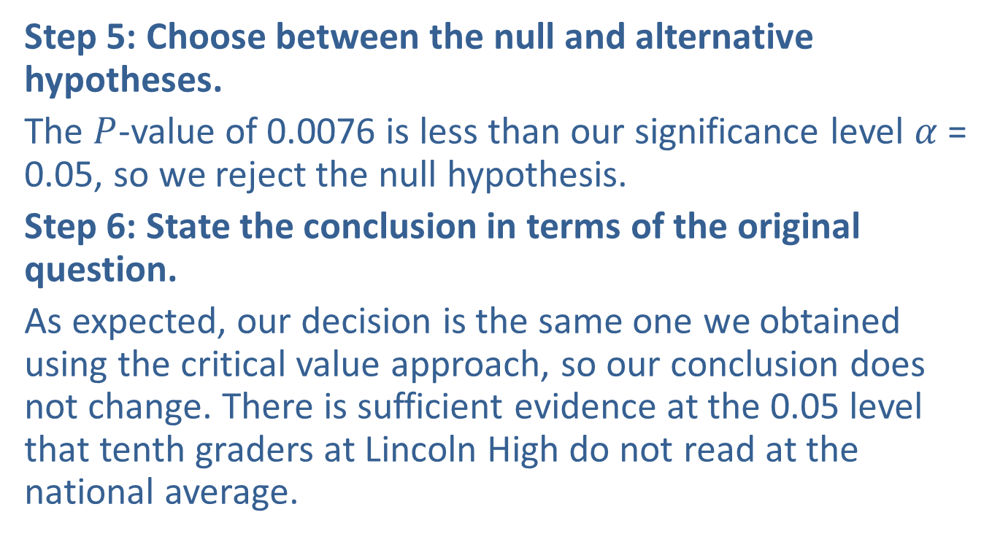 Step 5: Choose between the null and alternative
hypotheses.
The P-value of 0.0076 is less than our significance level α =
0.05, so we reject the null hypothesis.
Step 6: State the conclusion in terms of the original
question.
As expected, our decision is the same one we obtained
using the critical value approach, so our conclusion does
not change. There is sufficient evidence at the 0.05 level
that tenth graders at Lincoln High do not read at the
national average.